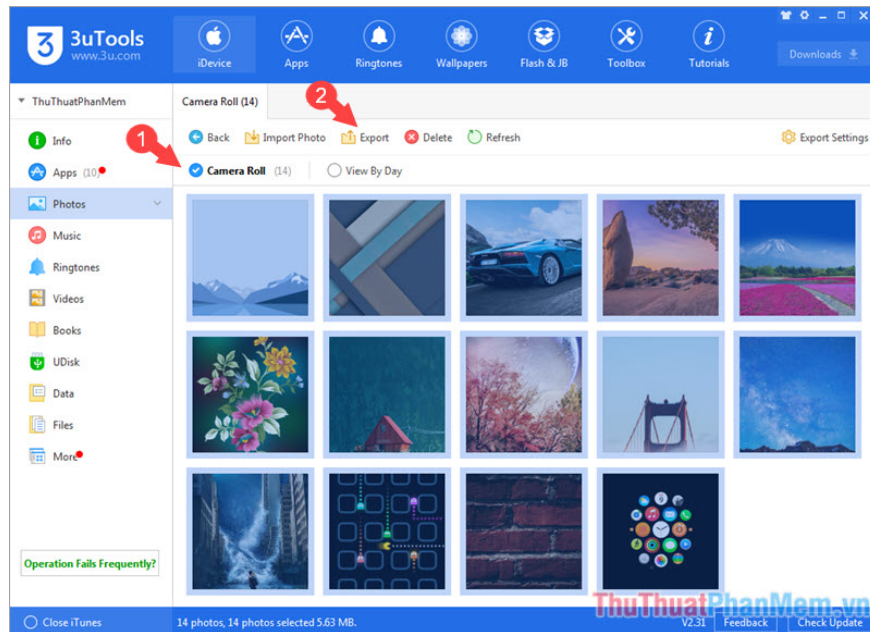 3 3uTools
www.3u.com
iDevice Apps Ringtones Wallpapers Flash & JB Toolbox Tutorials
Downloads
ThuThuatPhanMem
Camera Roll (14)
2
1
Back Import Photo Export Delete Refresh Export Settings
Camera Roll (14) View By Day
Info
Apps (10)
Photos
Music
Ringtones
Videos
Books
UDisk
Data
Files
More
Operation Fails Frequently?
ThuThuatPhanMem.vn
Close iTunes 14 photos, 14 photos selected 5.63 MB. V2.31 Feedback Check Update